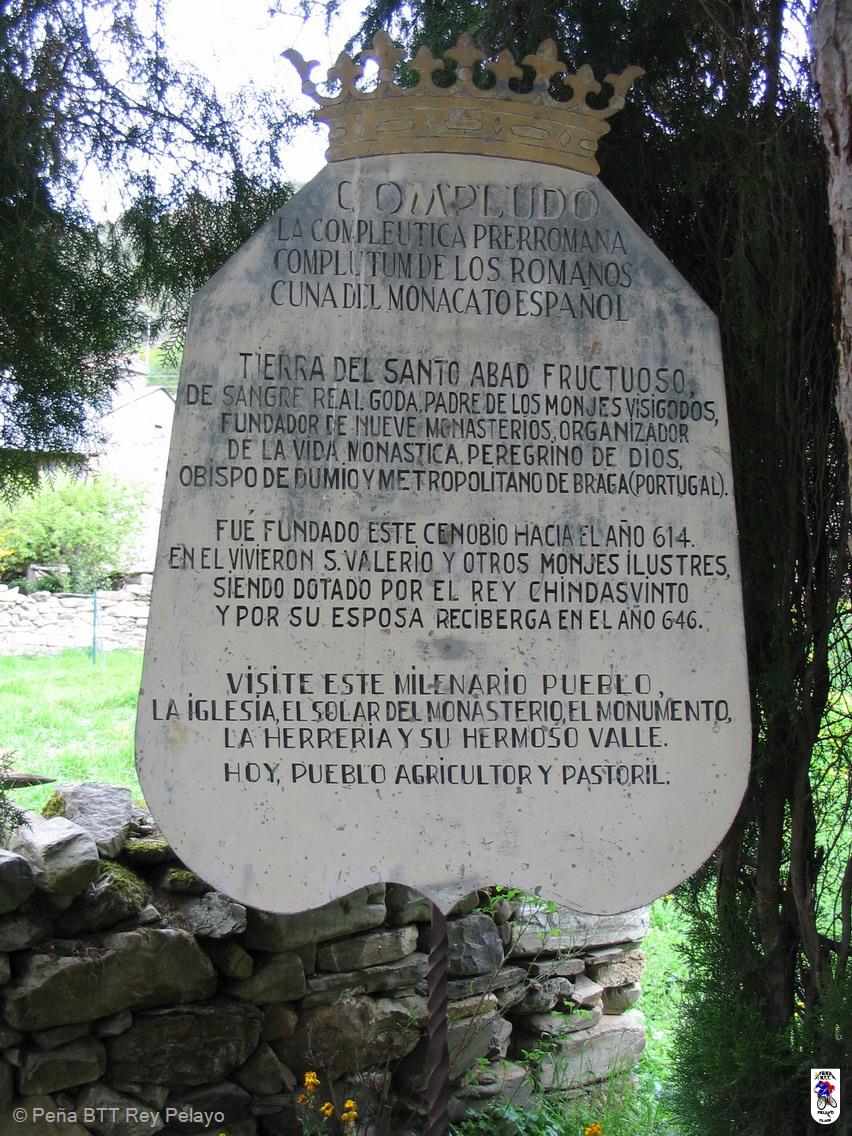 COMPLUDO
LA COMPLEUTICA PRERROMANA
COMPLUTUM DE LOS ROMANOS
CUNA DEL MONACATO ESPAÑOL
TIERRA DEL SANTO ABAD FRUCTUOSO,
DE SANGRE REAL GODA, PADRE DE LOS MONJES VISIGODOS,
FUNDADOR DE NUEVE MONASTERIOS, ORGANIZADOR
DE LA VIDA MONASTICA, PEREGRINO DE DIOS,
OBISPO DE DUMIO Y METROPOLITANO DE BRAGA (PORTUGAL).
FUÉ FUNDADO ESTE CENOBIO HACIA EL AÑO 614.
EN EL VIVIERON S. VALERIO Y OTROS MONJES ILUSTRES,
SIENDO DOTADO POR EL REY CHINDASVINTO
Y POR SU ESPOSA RECIBERGA EN EL AÑO 646.
VISITE ESTE MILENARIO PUEBLO,
LA IGLESIA, EL SOLAR DEL MONASTERIO, EL MONUMENTO,
LA HERRERIA Y SU HERMOSO VALLE.
HOY, PUEBLO AGRICULTOR Y PASTORIL.
© Peña BTT Rey Pelayo